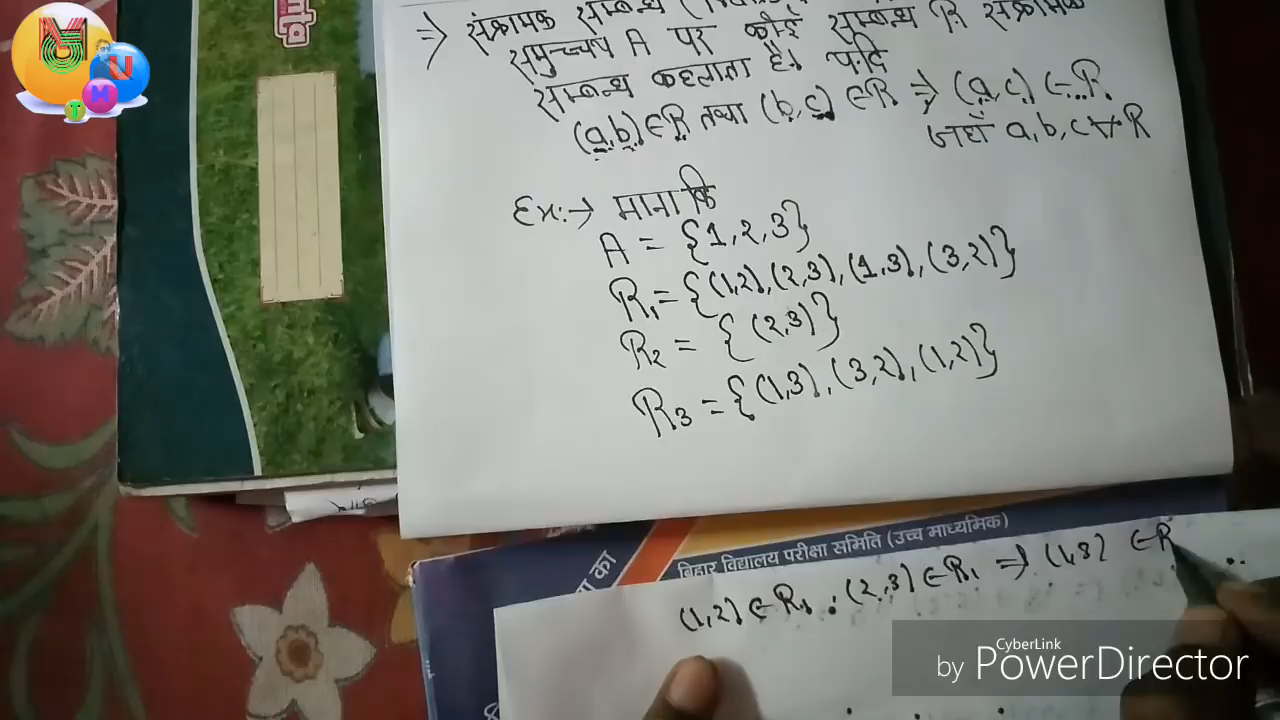 ⇒ संक्रामक सम्बन्ध
समुच्चय A पर कोई सम्बन्ध R संक्रामक
सम्बन्ध कहलाता है। यदि
(a,b) ∈ R तथा (b,c) ∈ R ⇒ (a,c) ∈ R
जहाँ a,b,c ∀ R
Ex:→ माना कि
A = {1,2,3}
R₁ = {(1,2),(2,3),(1,3),(3,2)}
R₂ = {(2,3)}
R₃ = {(1,3),(3,2),(1,2)}
बिहार विद्यालय परीक्षा समिति (उच्च माध्यमिक)
का
(1,2) ∈ R₁ : (2,3) ∈ R₁ ⇒ (1,3) ∈ R
M U M T
CyberLink
by PowerDirector